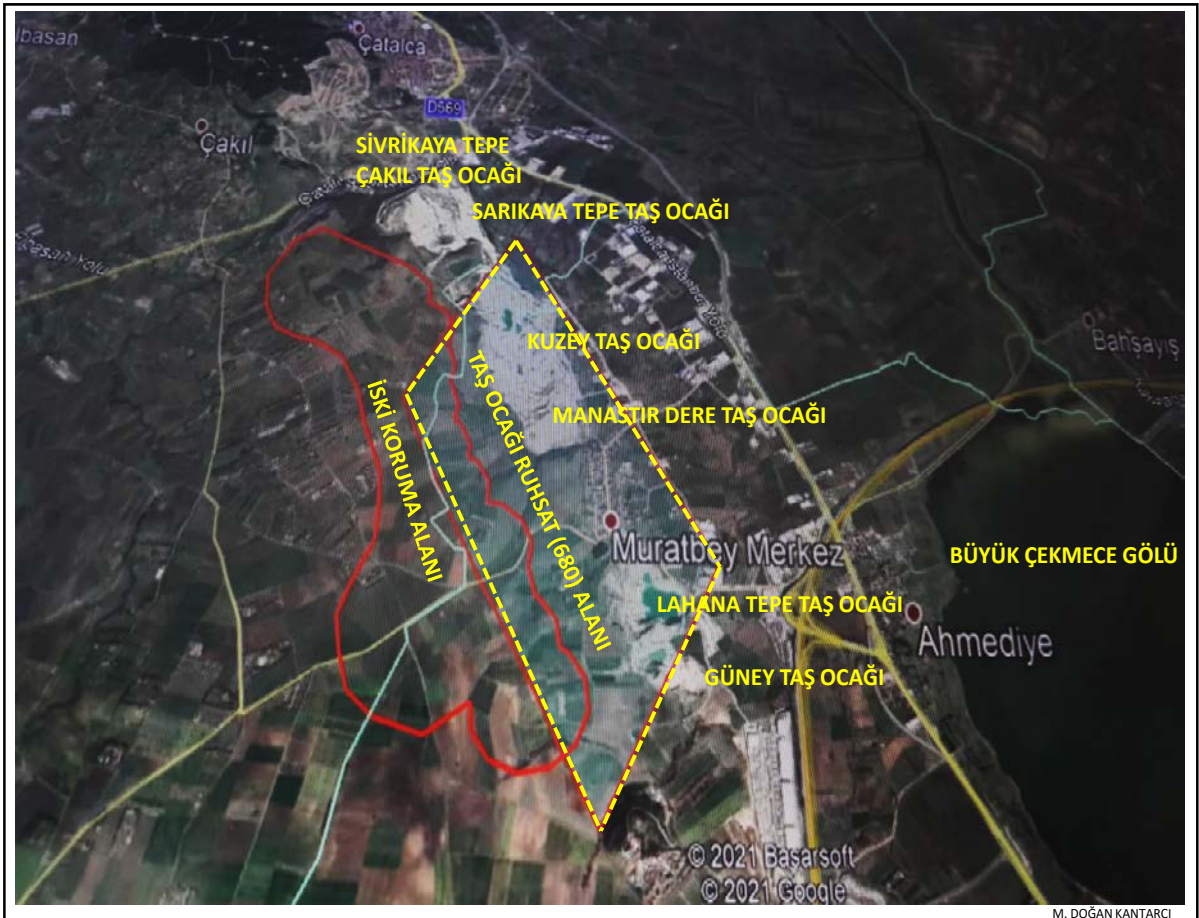 lbasan
Çatalca
D569
Çakıl
SİVRİKAYA TEPE
ÇAKIL TAŞ OCAĞI
SARIKAYA TEPE TAŞ OCAĞI
KUZEY TAŞ OCAĞI
Bahşayış
MANASTIR DERE TAŞ OCAĞI
İSKİ KORUMA ALANI
TAŞ OCAĞI RUHSAT (680) ALANI
Muratbey Merkez
BÜYÜK ÇEKMECE GÖLÜ
LAHANA TEPE TAŞ OCAĞI
Ahmediye
GÜNEY TAŞ OCAĞI
© 2021 Basarsoft
© 2021 Google
M. DOĞAN KANTARCI